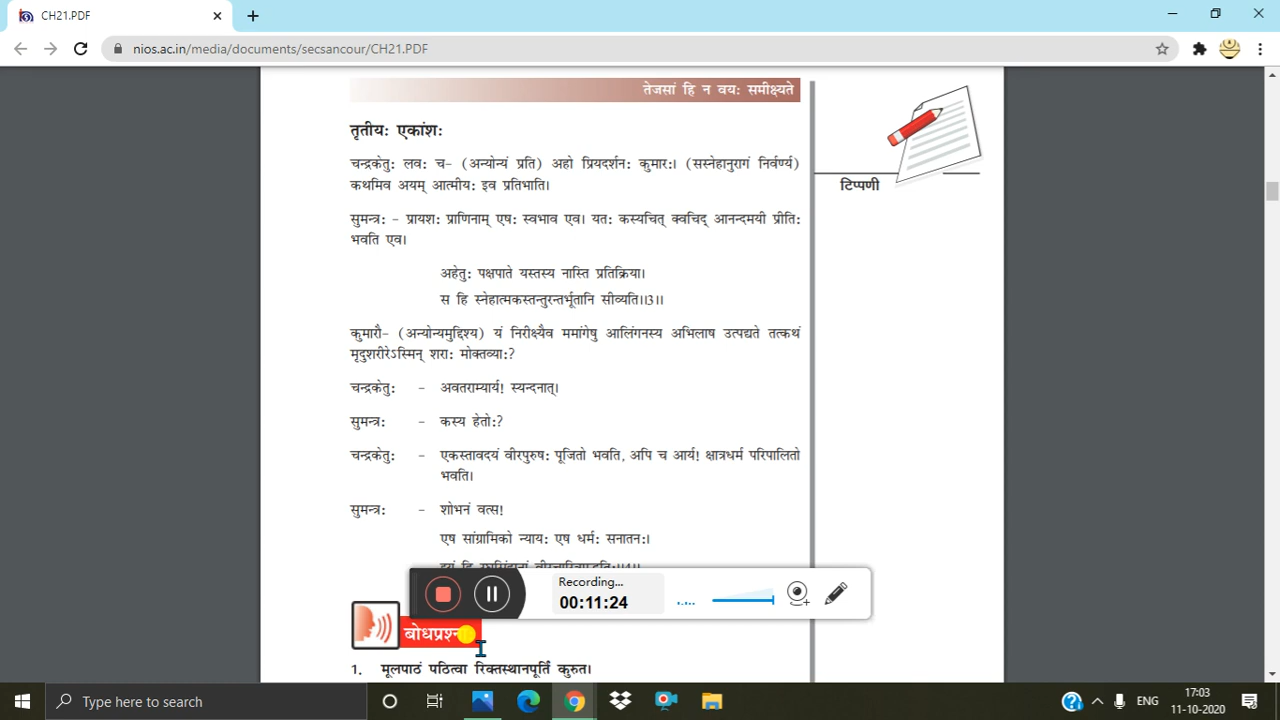 CH21.PDF
nios.ac.in/media/documents/secsancour/CH21.PDF
तेजसां हि न वयः समीक्ष्यते
तृतीयः एकांशः
टिप्पणी
चन्द्रकेतुः लवः च- (अन्योन्यं प्रति) अहो प्रियदर्शनः कुमारः। (सस्नेहानुरागं निर्वर्ण्य)
कथमिव अयम् आत्मीयः इव प्रतिभाति।
सुमन्त्रः - प्रायशः प्राणिनाम् एषः स्वभाव एव। यतः कस्यचित् क्वचिद् आनन्दमयी प्रीतिः
भवति एव।
अहेतुः पक्षपाते यस्तस्य नास्ति प्रतिक्रिया।
स हि स्नेहात्मकस्तन्तुरन्तर्भूतानि सीव्यति।।3।।
कुमारौ- (अन्योन्यमुद्दिश्य) यं निरीक्ष्यैव ममांगेषु आलिंगनस्य अभिलाष उत्पद्यते तत्कथं
मृदुशरीरेऽस्मिन् शराः मोक्तव्याः?
चन्द्रकेतुः - अवतराम्यार्य! स्यन्दनात्।
सुमन्त्रः - कस्य हेतोः?
चन्द्रकेतुः - एकस्तावदयं वीरपुरुषः पूजितो भवति, अपि च आर्य! क्षात्रधर्म परिपालितो
भवति।
सुमन्त्रः - शोभनं वत्स!
एष सांग्रामिको न्यायः एष धर्मः सनातनः।
Recording...
00:11:24
1. मूलपाठं पठित्वा रिक्तस्थानपूर्तिं कुरुत।
Type here to search
ENG
17:03
11-10-2020